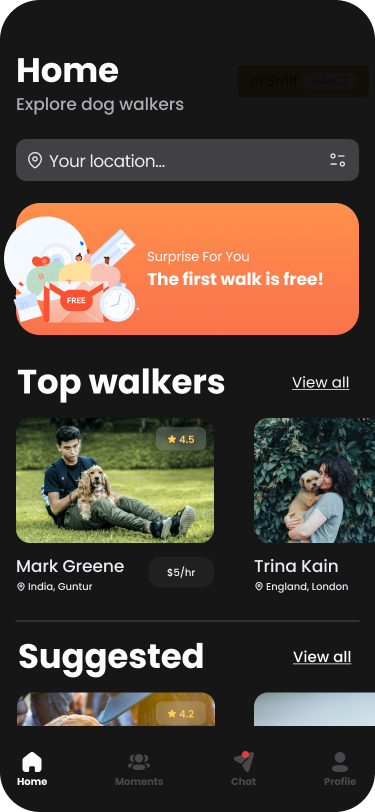 Home
Explore dog walkers
Your location...
Surprise For You
The first walk is free!
FREE
Top walkers
View all
4.5
Mark Greene
$5/hr
India, Guntur
Trina Kain
England, London
Suggested
View all
4.2
Home
Moments
Chat
Profile